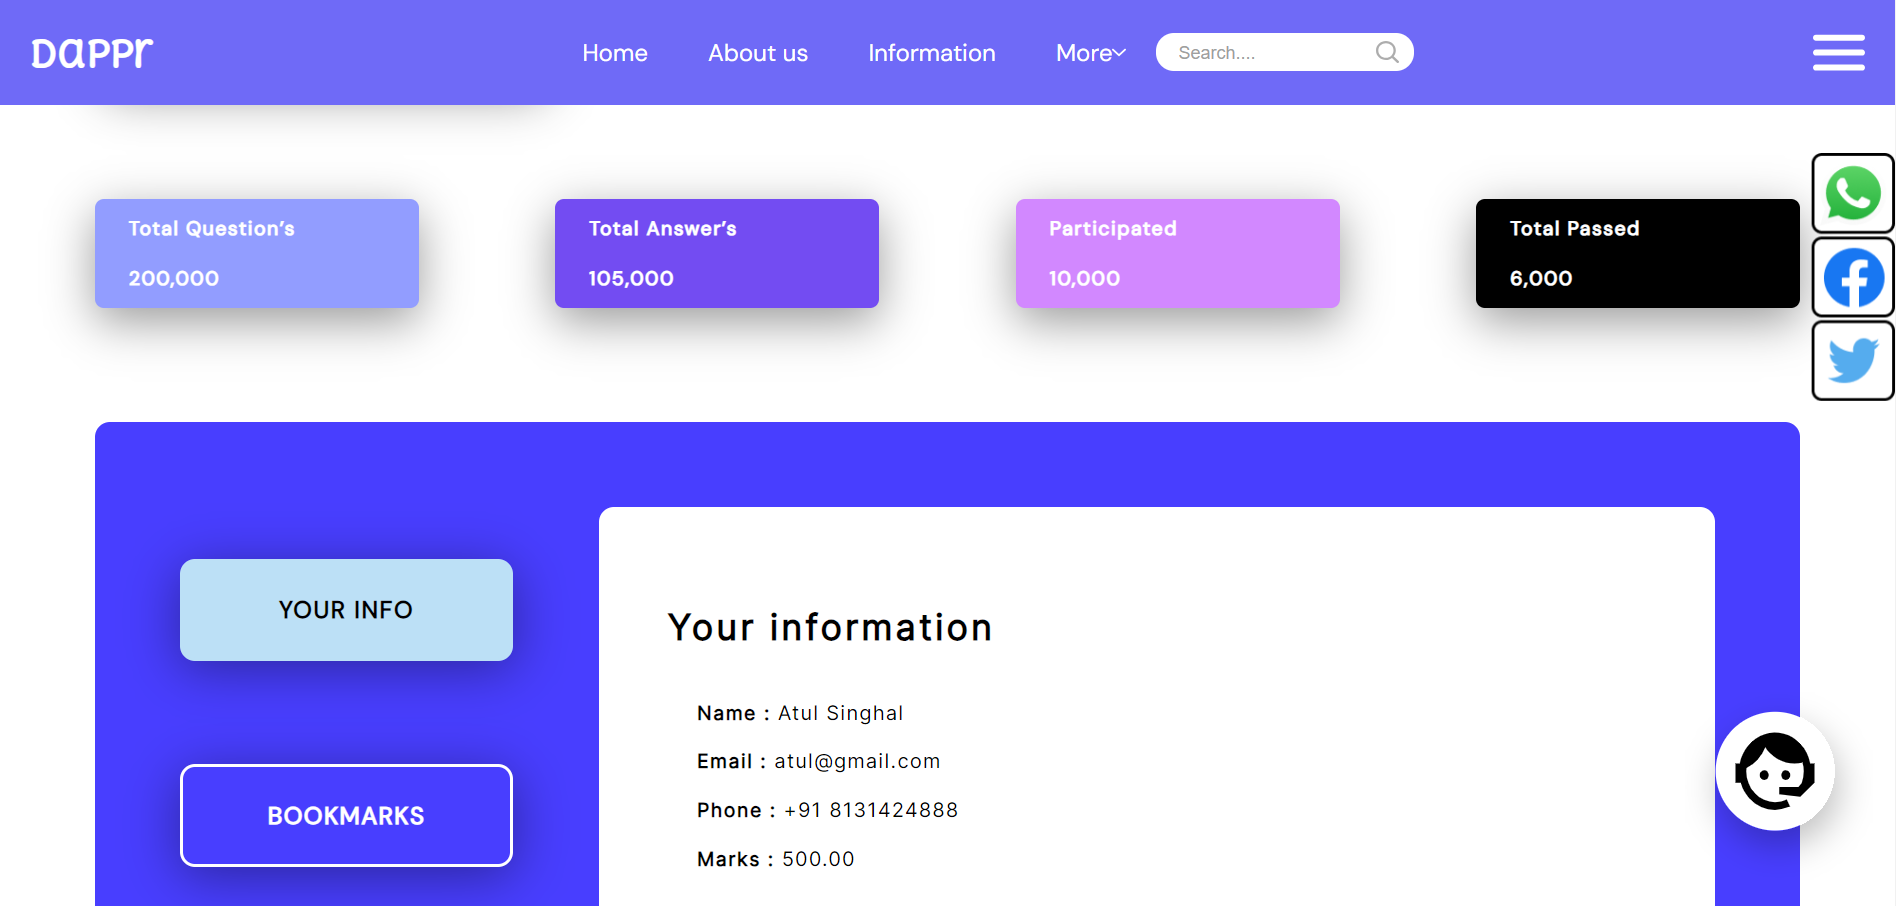 Dappr
Home About us Information More Search....
Total Question’s
200,000
Total Answer’s
105,000
Participated
10,000
Total Passed
6,000
YOUR INFO
BOOKMARKS
Your information
Name : Atul Singhal
Email : atul@gmail.com
Phone : +91 8131424888
Marks : 500.00